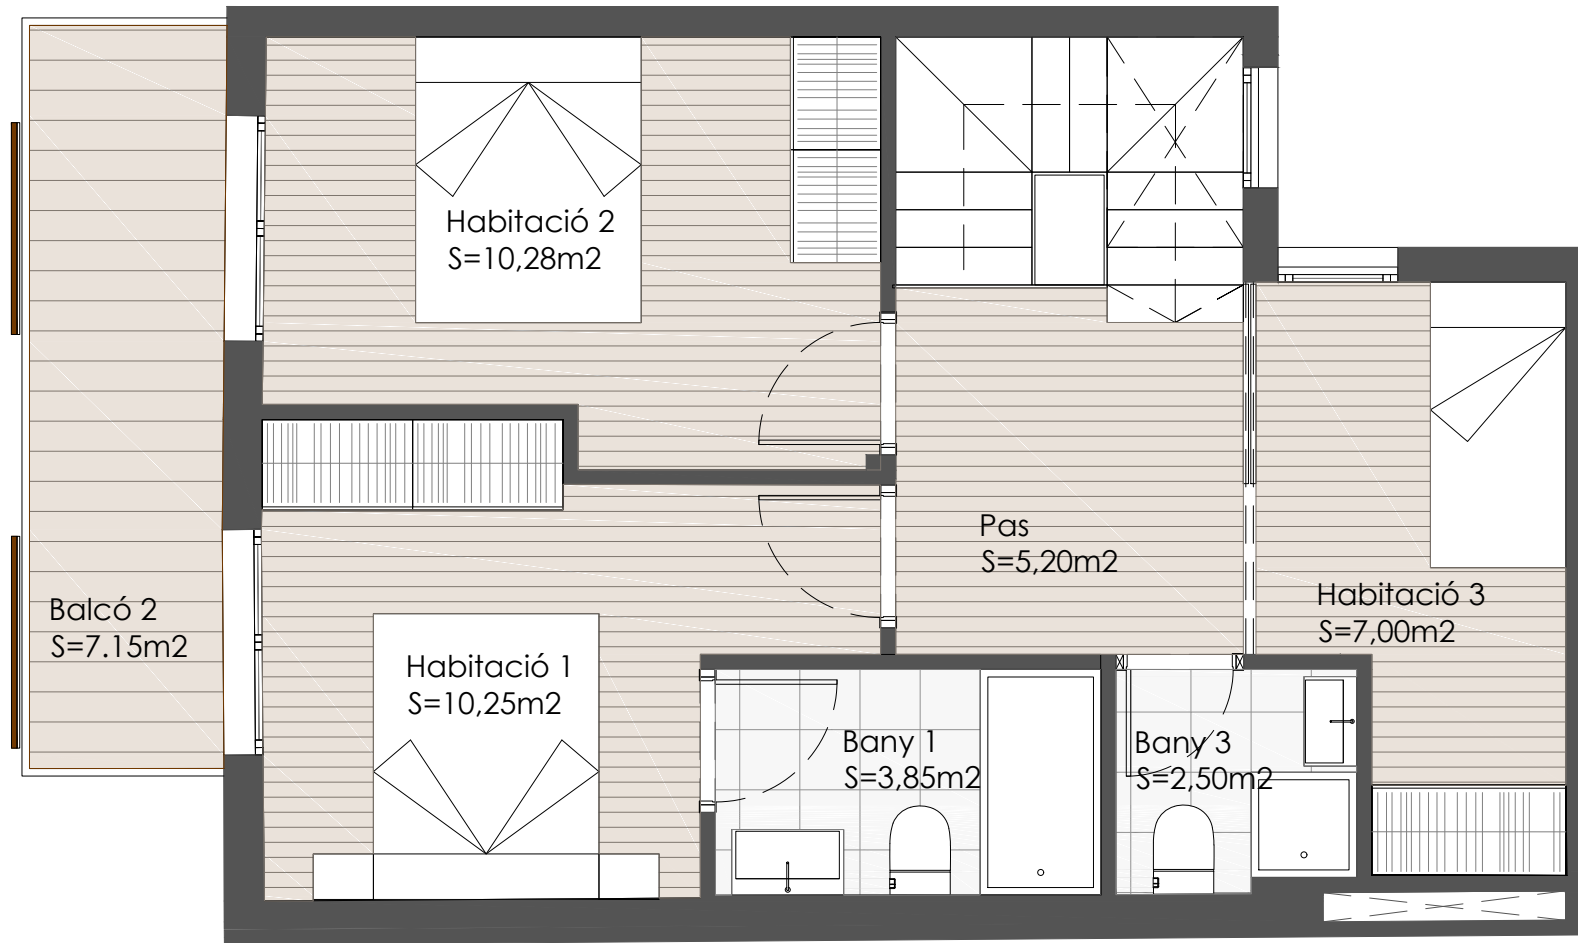 Habitació 2
S=10,28m2
Pas
S=5,20m2
Habitació 3
S=7,00m2
Balcó 2
S=7.15m2
Habitació 1
S=10,25m2
Bany 1
S=3,85m2
Bany 3
S=2,50m2